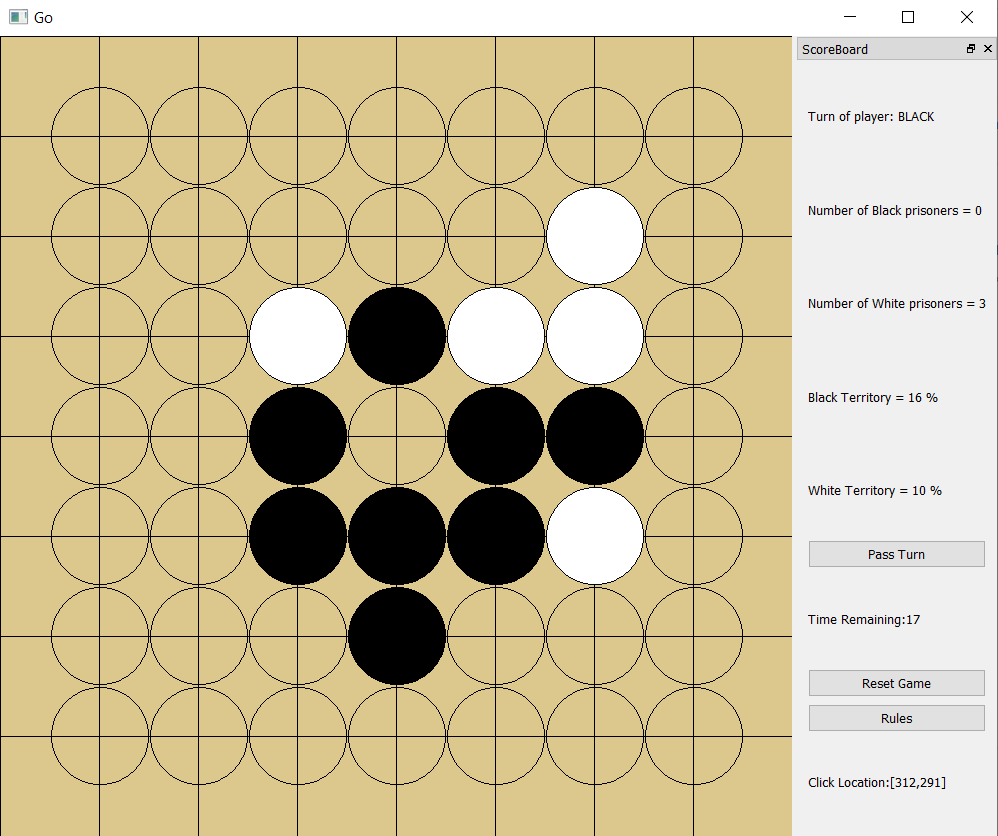 Go
ScoreBoard
Turn of player: BLACK
Number of Black prisoners = 0
Number of White prisoners = 3
Black Territory = 16 %
White Territory = 10 %
Pass Turn
Time Remaining:17
Reset Game
Rules
Click Location:[312,291]